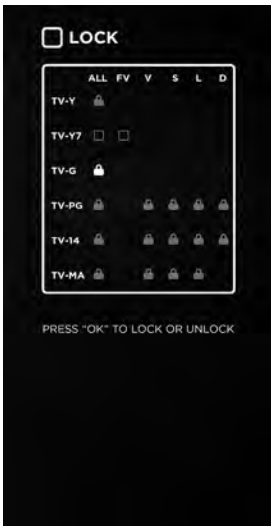 LOCK
ALL FV V S L D
TV-Y
TV-Y7
TV-G
TV-PG
TV-14
TV-MA
PRESS "OK" TO LOCK OR UNLOCK